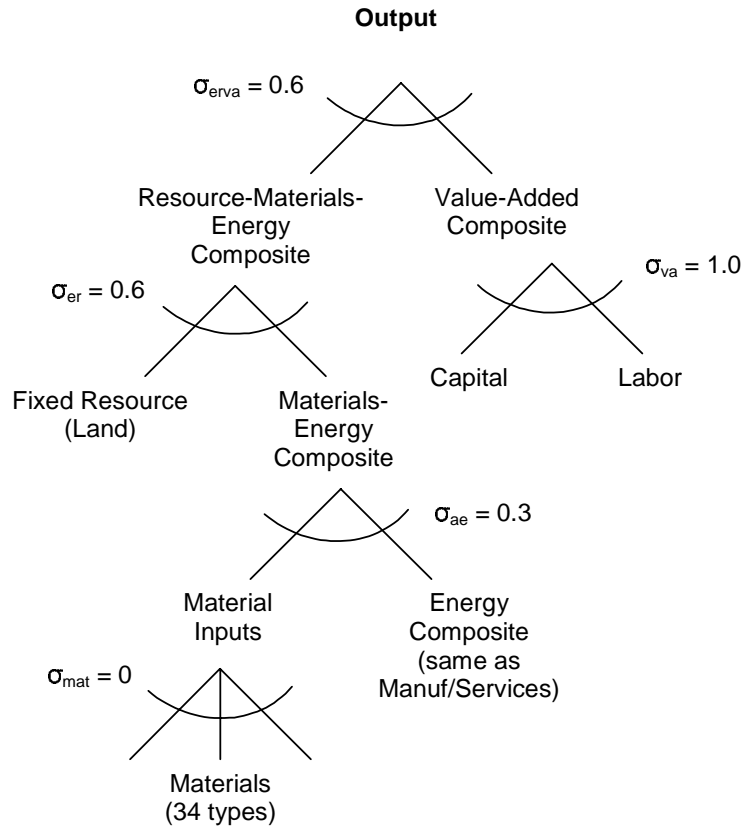 Output
σerva = 0.6
Resource-Materials-
Energy
Composite
Value-Added
Composite
σer = 0.6
σva = 1.0
Fixed Resource
(Land)
Materials-
Energy
Composite
Capital
Labor
σae = 0.3
Material
Inputs
Energy
Composite
(same as
Manuf/Services)
σmat = 0
Materials
(34 types)